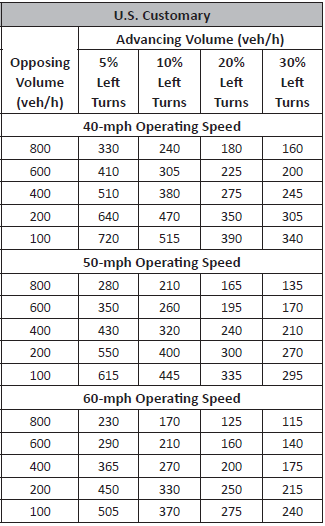 U.S. Customary
Advancing Volume (veh/h)
Opposing Volume (veh/h) 5% Left Turns 10% Left Turns 20% Left Turns 30% Left Turns
40-mph Operating Speed
800 330 240 180 160
600 410 305 225 200
400 510 380 275 245
200 640 470 350 305
100 720 515 390 340
50-mph Operating Speed
800 280 210 165 135
600 350 260 195 170
400 430 320 240 210
200 550 400 300 270
100 615 445 335 295
60-mph Operating Speed
800 230 170 125 115
600 290 210 160 140
400 365 270 200 175
200 450 330 250 215
100 505 370 275 240